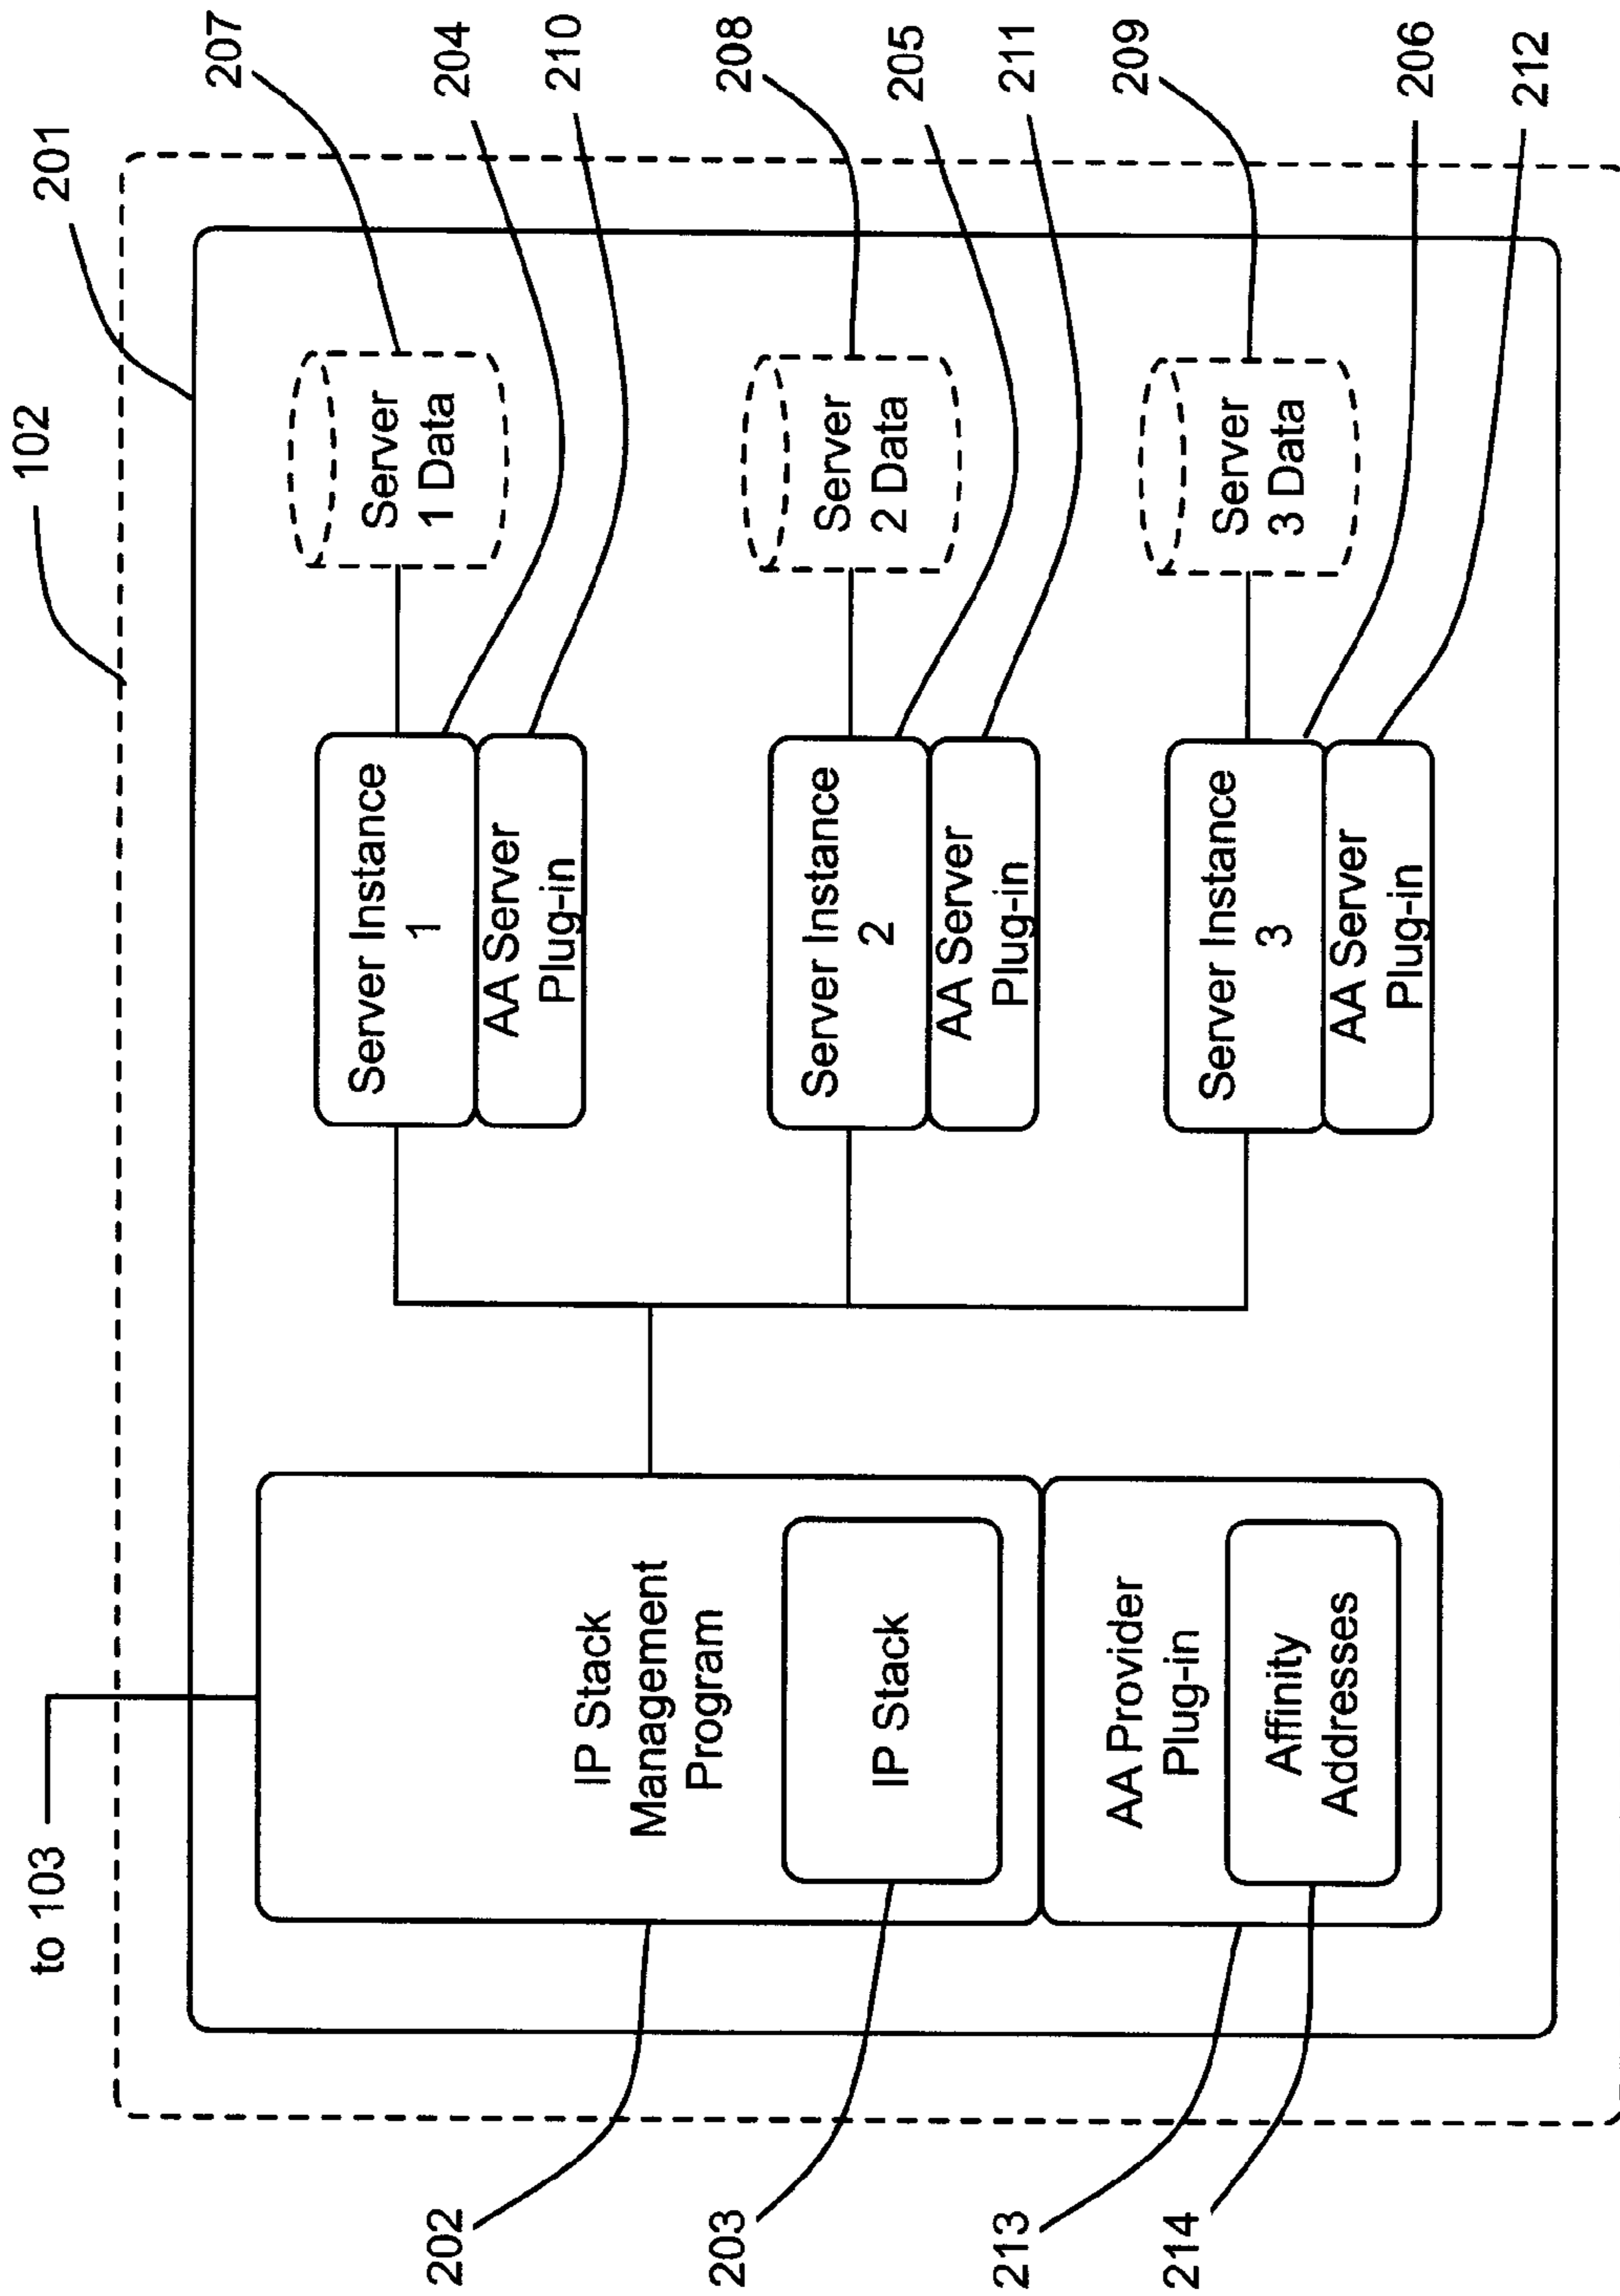 to 103
102
201
207
204
210
208
205
211
209
206
212
202
203
213
214
IP Stack
Management
Program
IP Stack
AA Provider
Plug-in
Affinity
Addresses
Server Instance
1
AA Server
Plug-in
Server Instance
2
AA Server
Plug-in
Server Instance
3
AA Server
Plug-in
Server
1 Data
Server
2 Data
Server
3 Data